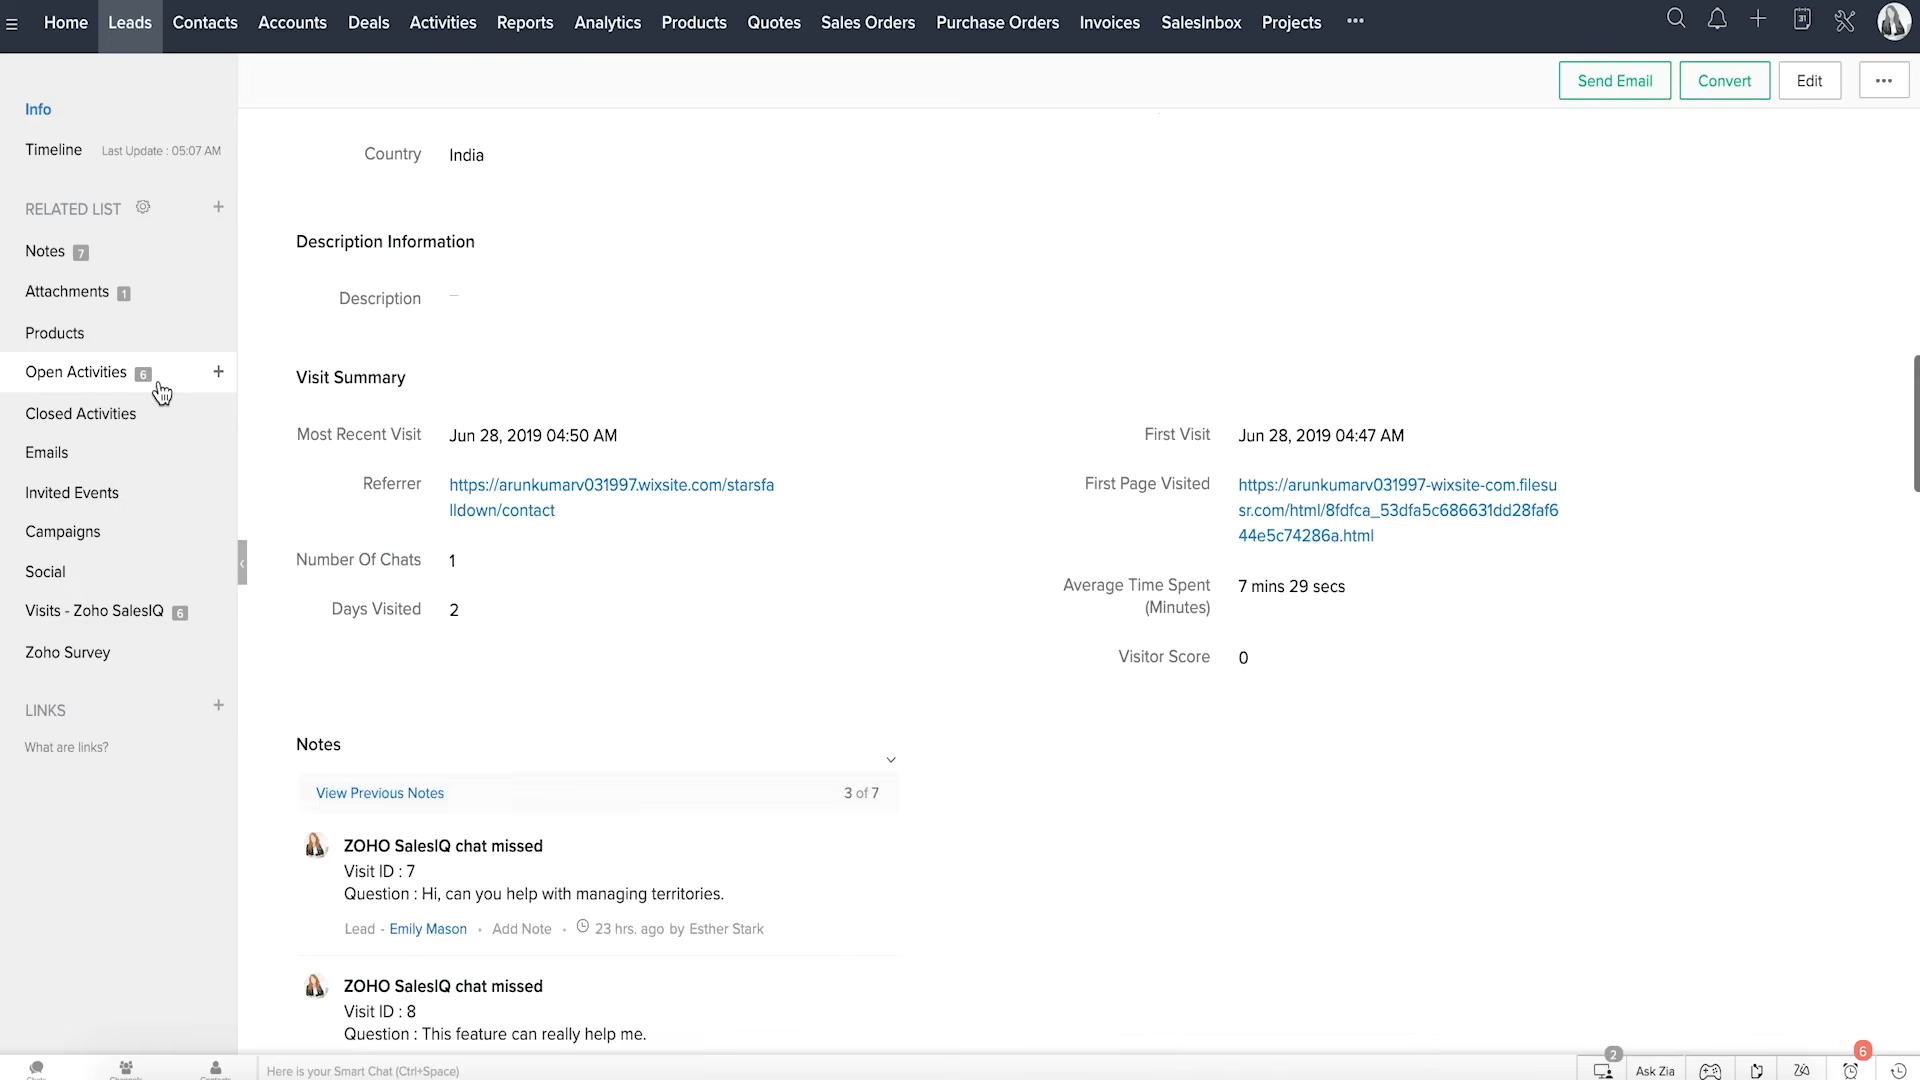 Home Leads Contacts Accounts Deals Activities Reports Analytics Products Quotes Sales Orders Purchase Orders Invoices SalesInbox Projects
31
Send Email Convert Edit
Info
Timeline Last Update : 05:07 AM
RELATED LIST
Notes 7
Attachments 1
Products
Open Activities 6
Closed Activities
Emails
Invited Events
Campaigns
Social
Visits - Zoho SalesIQ 6
Zoho Survey
LINKS
What are links?
Country India
Description Information
Description —
Visit Summary
Most Recent Visit Jun 28, 2019 04:50 AM
First Visit Jun 28, 2019 04:47 AM
Referrer https://arunkumarv031997.wixsite.com/starsfa
lldown/contact
First Page Visited https://arunkumarv031997-wixsite-com.filesu
sr.com/html/8fdfca_53dfa5c686631dd28faf6
44e5c74286a.html
Number Of Chats 1
Average Time Spent 7 mins 29 secs
(Minutes)
Days Visited 2
Visitor Score 0
Notes
View Previous Notes 3 of 7
ZOHO SalesIQ chat missed
Visit ID : 7
Question : Hi, can you help with managing territories.
Lead - Emily Mason • Add Note • 23 hrs. ago by Esther Stark
ZOHO SalesIQ chat missed
Visit ID : 8
Question : This feature can really help me.
Chats Channels Contacts
Here is your Smart Chat (Ctrl+Space)
2
Ask Zia
6